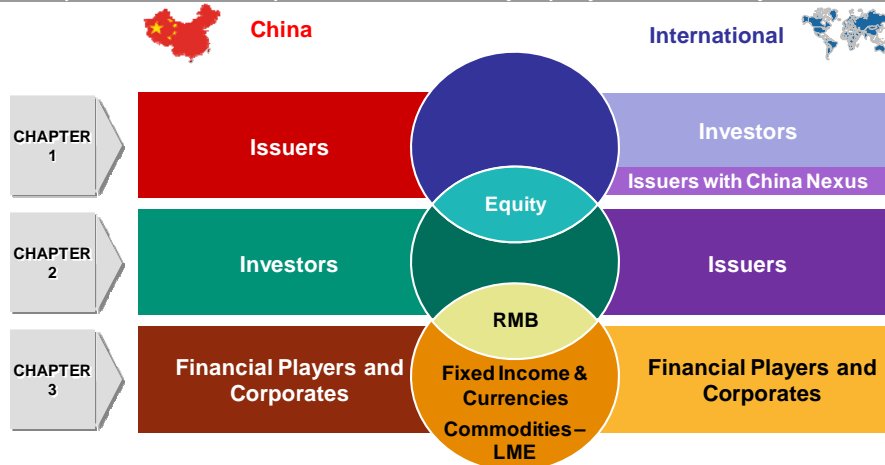 China
International
CHAPTER
1
Issuers
Investors
Issuers with China Nexus
Equity
CHAPTER
2
Investors
Issuers
RMB
CHAPTER
3
Financial Players and
Corporates
Fixed Income &
Currencies
Commodities –
LME
Financial Players and
Corporates